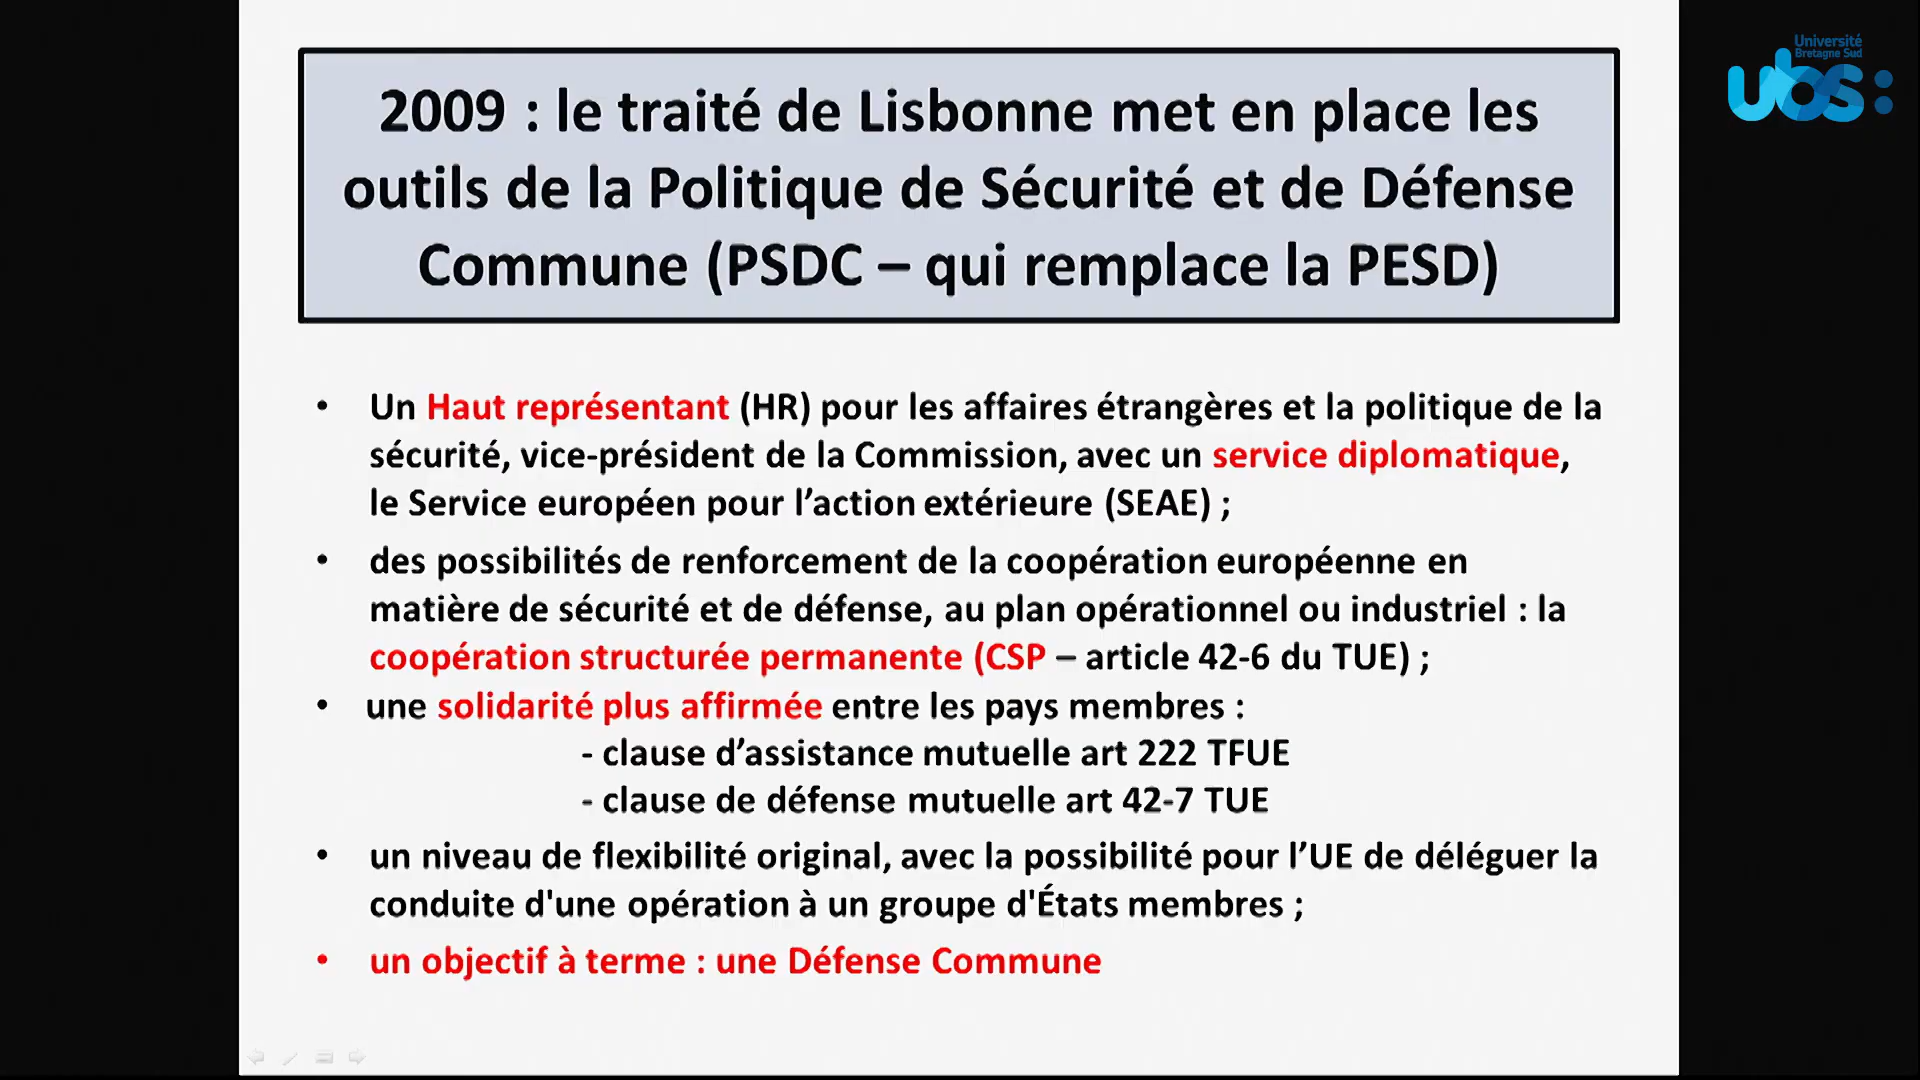 Université
Bretagne Sud
ubs:
2009 : le traité de Lisbonne met en place les
outils de la Politique de Sécurité et de Défense
Commune (PSDC – qui remplace la PESD)
• Un Haut représentant (HR) pour les affaires étrangères et la politique de la
sécurité, vice-président de la Commission, avec un service diplomatique,
le Service européen pour l’action extérieure (SEAE) ;
• des possibilités de renforcement de la coopération européenne en
matière de sécurité et de défense, au plan opérationnel ou industriel : la
coopération structurée permanente (CSP – article 42-6 du TUE) ;
• une solidarité plus affirmée entre les pays membres :
- clause d’assistance mutuelle art 222 TFUE
- clause de défense mutuelle art 42-7 TUE
• un niveau de flexibilité original, avec la possibilité pour l’UE de déléguer la
conduite d'une opération à un groupe d'États membres ;
• un objectif à terme : une Défense Commune